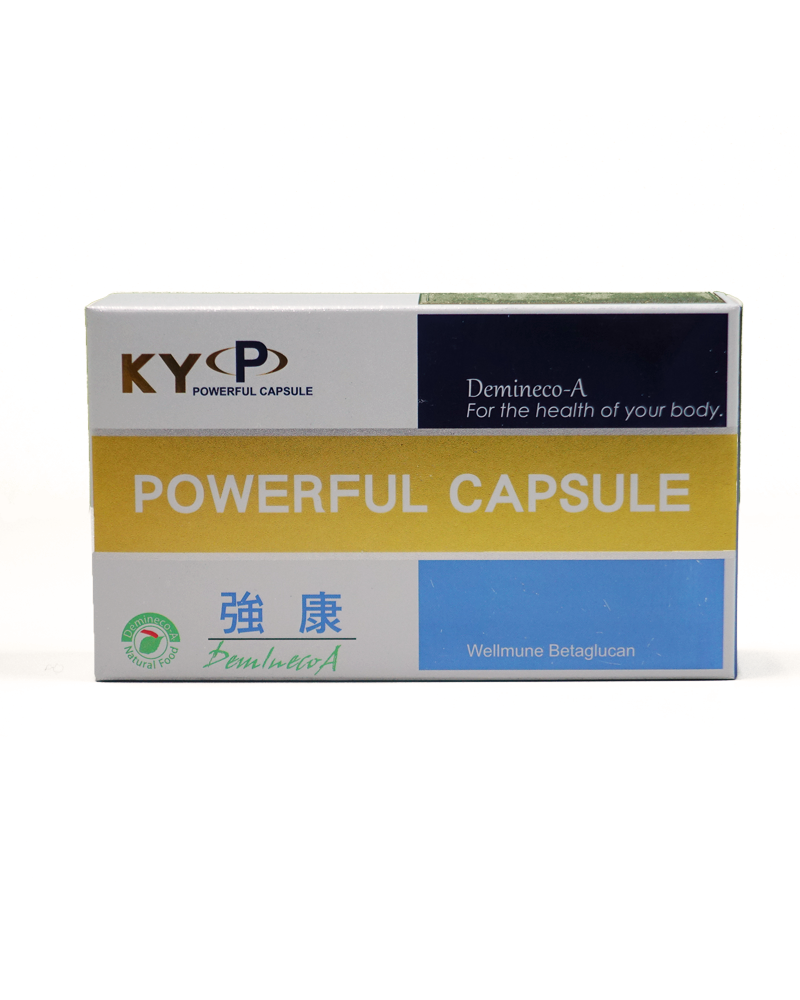 KY P
POWERFUL CAPSULE
Demineco-A
For the health of your body.
POWERFUL CAPSULE
強 康
DemInecoA
Demineco-A
Natural Food
Wellmune Betaglucan